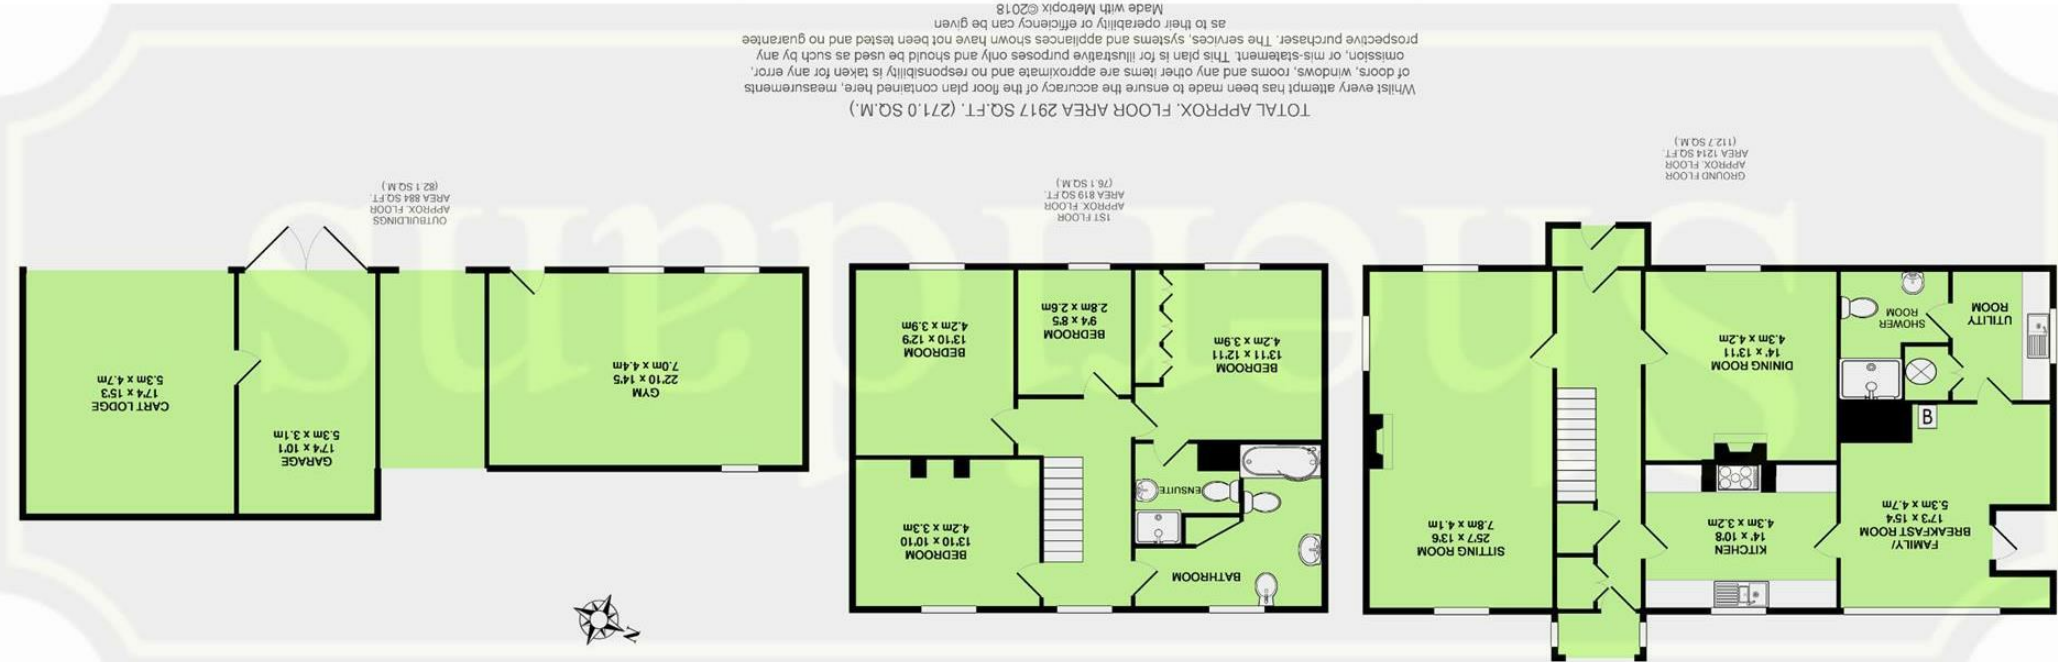 Sheridans
N
FAMILY/
BREAKFAST ROOM
17'3 x 15'4
5.3m x 4.7m
KITCHEN
14' x 10'8
4.3m x 3.2m
SITTING ROOM
25'7 x 13'6
7.8m x 4.1m
B
UTILITY
ROOM
SHOWER
ROOM
DINING ROOM
14' x 13'11
4.3m x 4.2m
BATHROOM
ENSUITE
BEDROOM
13'10 x 10'10
4.2m x 3.3m
BEDROOM
13'11 x 12'11
4.2m x 3.9m
BEDROOM
9'4 x 8'5
2.8m x 2.6m
BEDROOM
13'10 x 12'9
4.2m x 3.9m
GYM
22'10 x 14'5
7.0m x 4.4m
GARAGE
17'4 x 10'1
5.3m x 3.1m
CART LODGE
17'4 x 15'3
5.3m x 4.7m
GROUND FLOOR
APPROX. FLOOR
AREA 1214 SQ.FT.
(112.7 SQ.M.)
1ST FLOOR
APPROX. FLOOR
AREA 819 SQ.FT.
(76.1 SQ.M.)
OUTBUILDINGS
APPROX. FLOOR
AREA 884 SQ.FT.
(82.1 SQ.M.)
TOTAL APPROX. FLOOR AREA 2917 SQ.FT. (271.0 SQ.M.)
Whilst every attempt has been made to ensure the accuracy of the floor plan contained here, measurements
of doors, windows, rooms and any other items are approximate and no responsibility is taken for any error,
omission, or mis-statement. This plan is for illustrative purposes only and should be used as such by any
prospective purchaser. The services, systems and appliances shown have not been tested and no guarantee
as to their operability or efficiency can be given
Made with Metropix ©2018